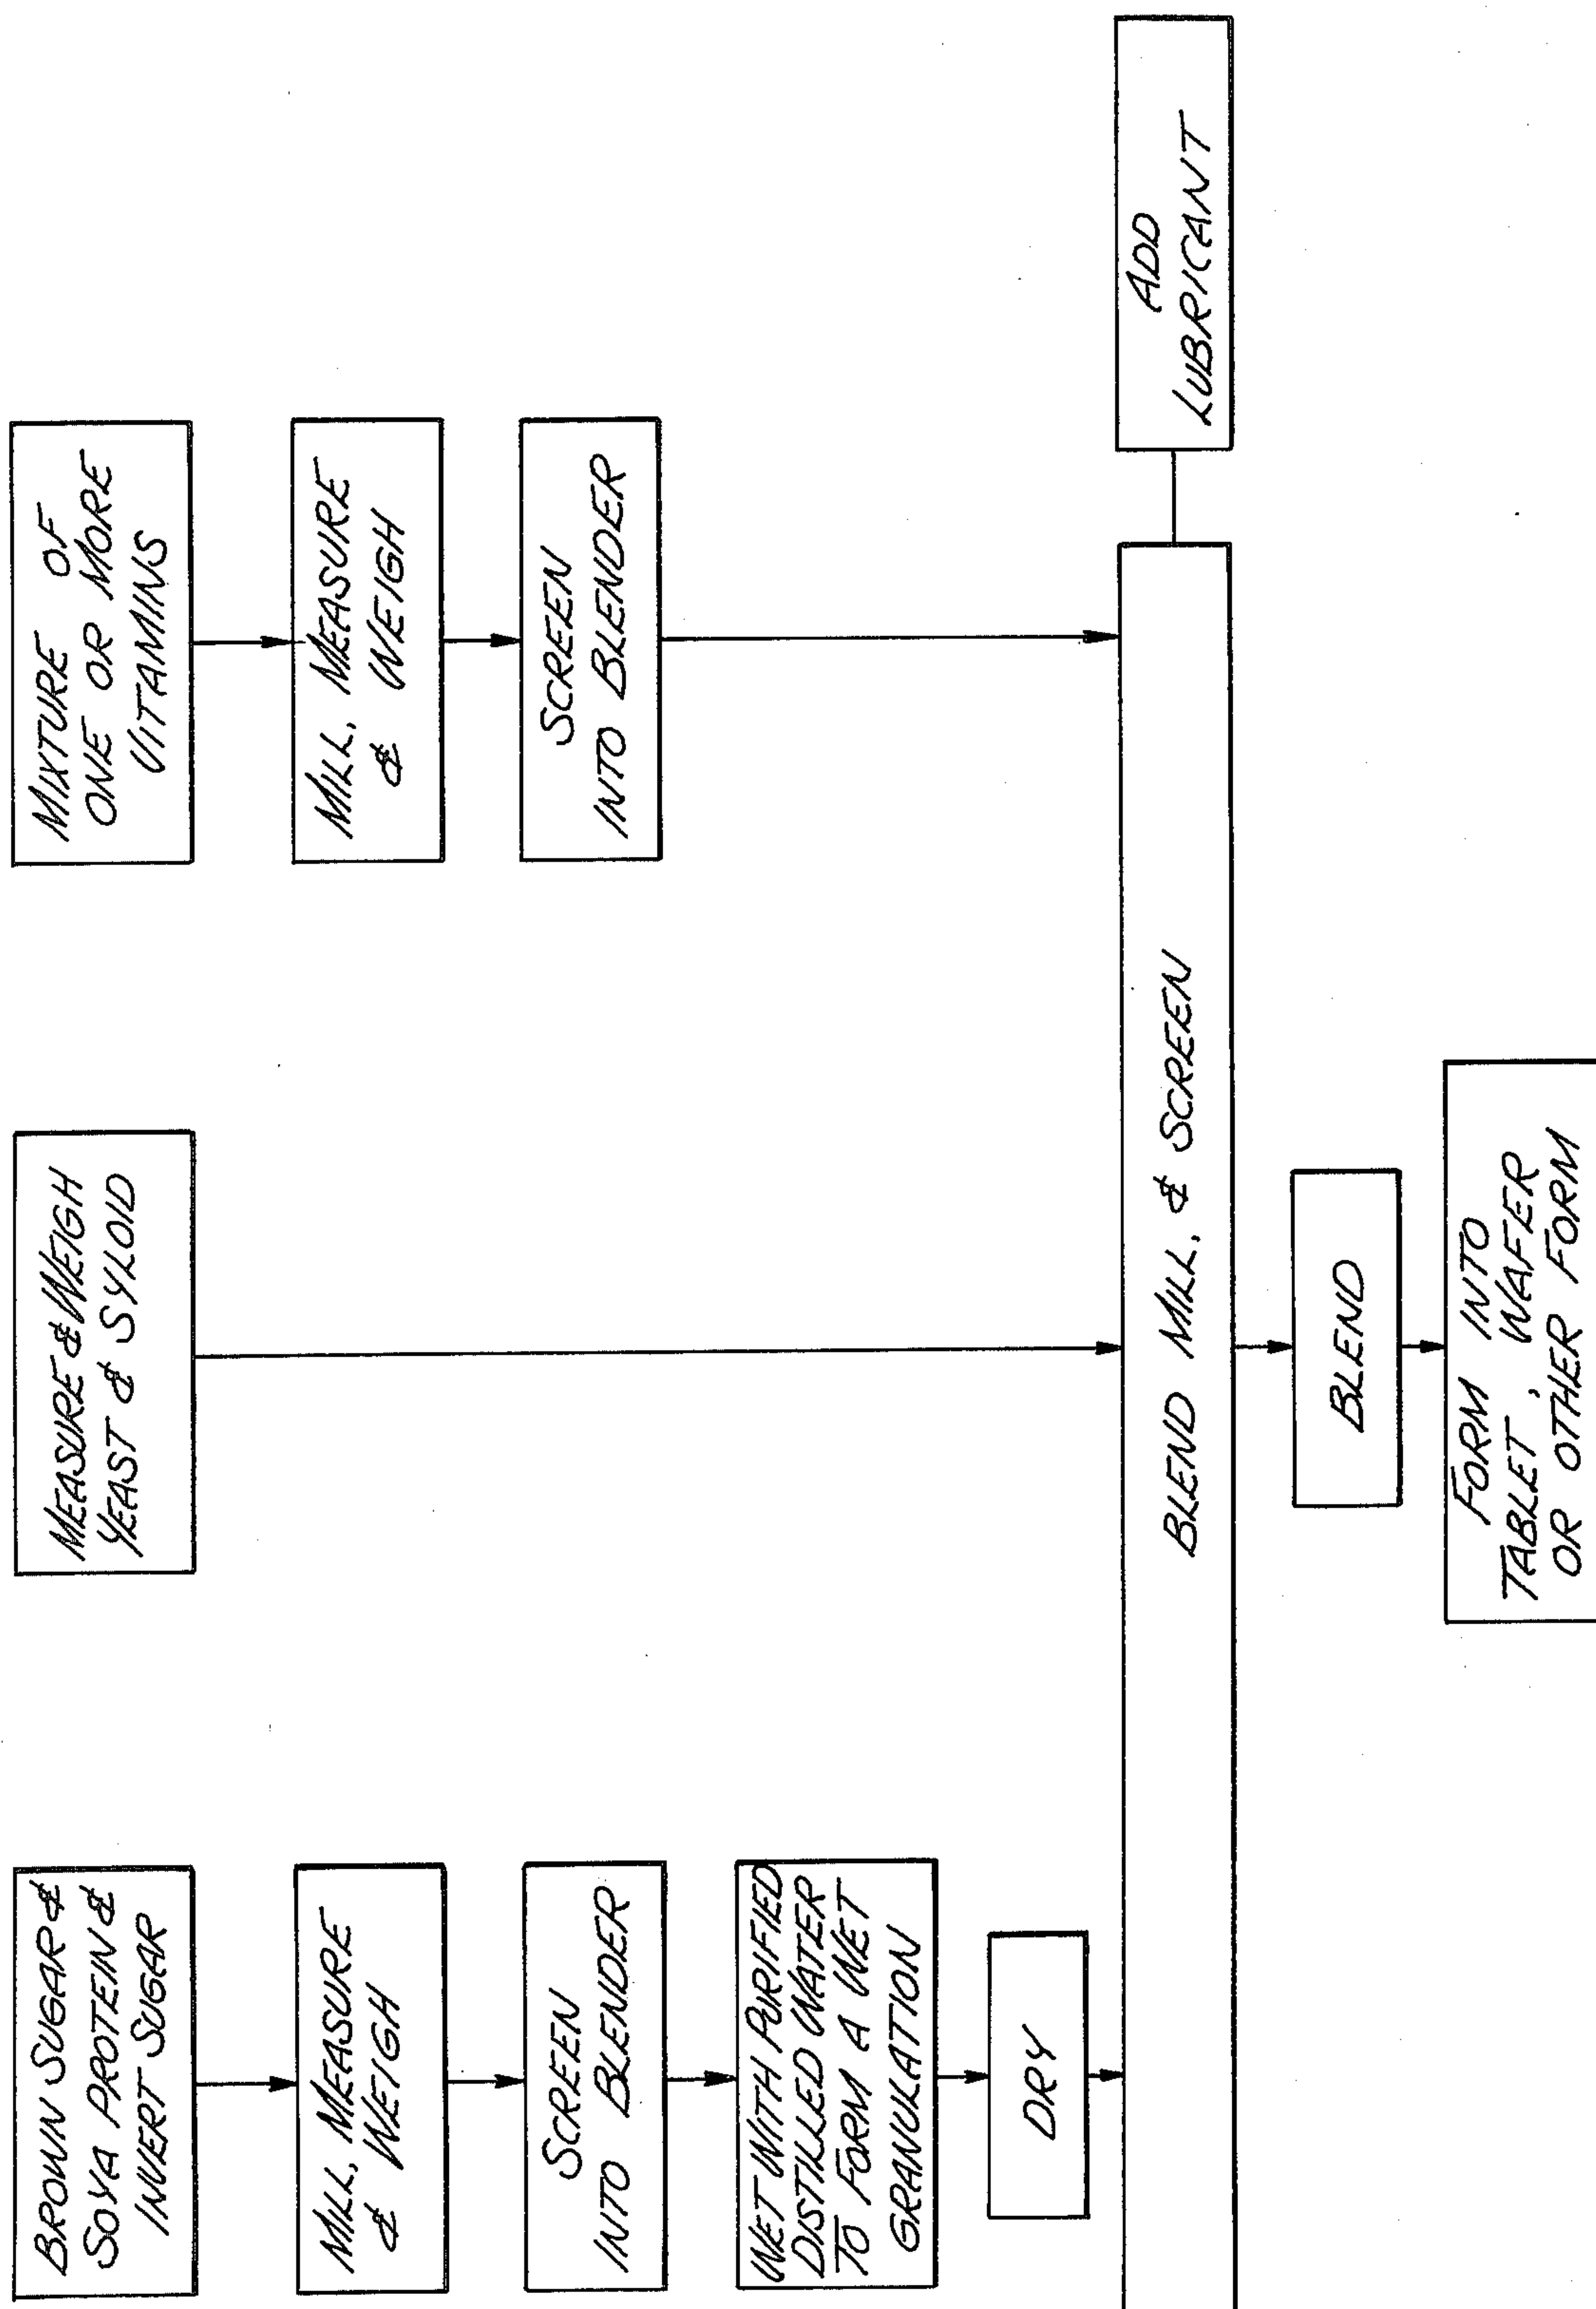 BROWN SUGAR &
SOYA PROTEIN &
INVERT SUGAR
MILL, MEASURE
& WEIGH
SCREEN
INTO BLENDER
WET WITH PURIFIED
DISTILLED WATER
TO FORM A WET
GRANULATION
DRY
MEASURE & WEIGH
YEAST & SYLOID
MIXTURE OF
ONE OR MORE
VITAMINS
MILL, MEASURE
& WEIGH
SCREEN
INTO BLENDER
BLEND MILL, & SCREEN
ADD
LUBRICANT
BLEND
FORM INTO
TABLET, WAFER
OR OTHER FORM